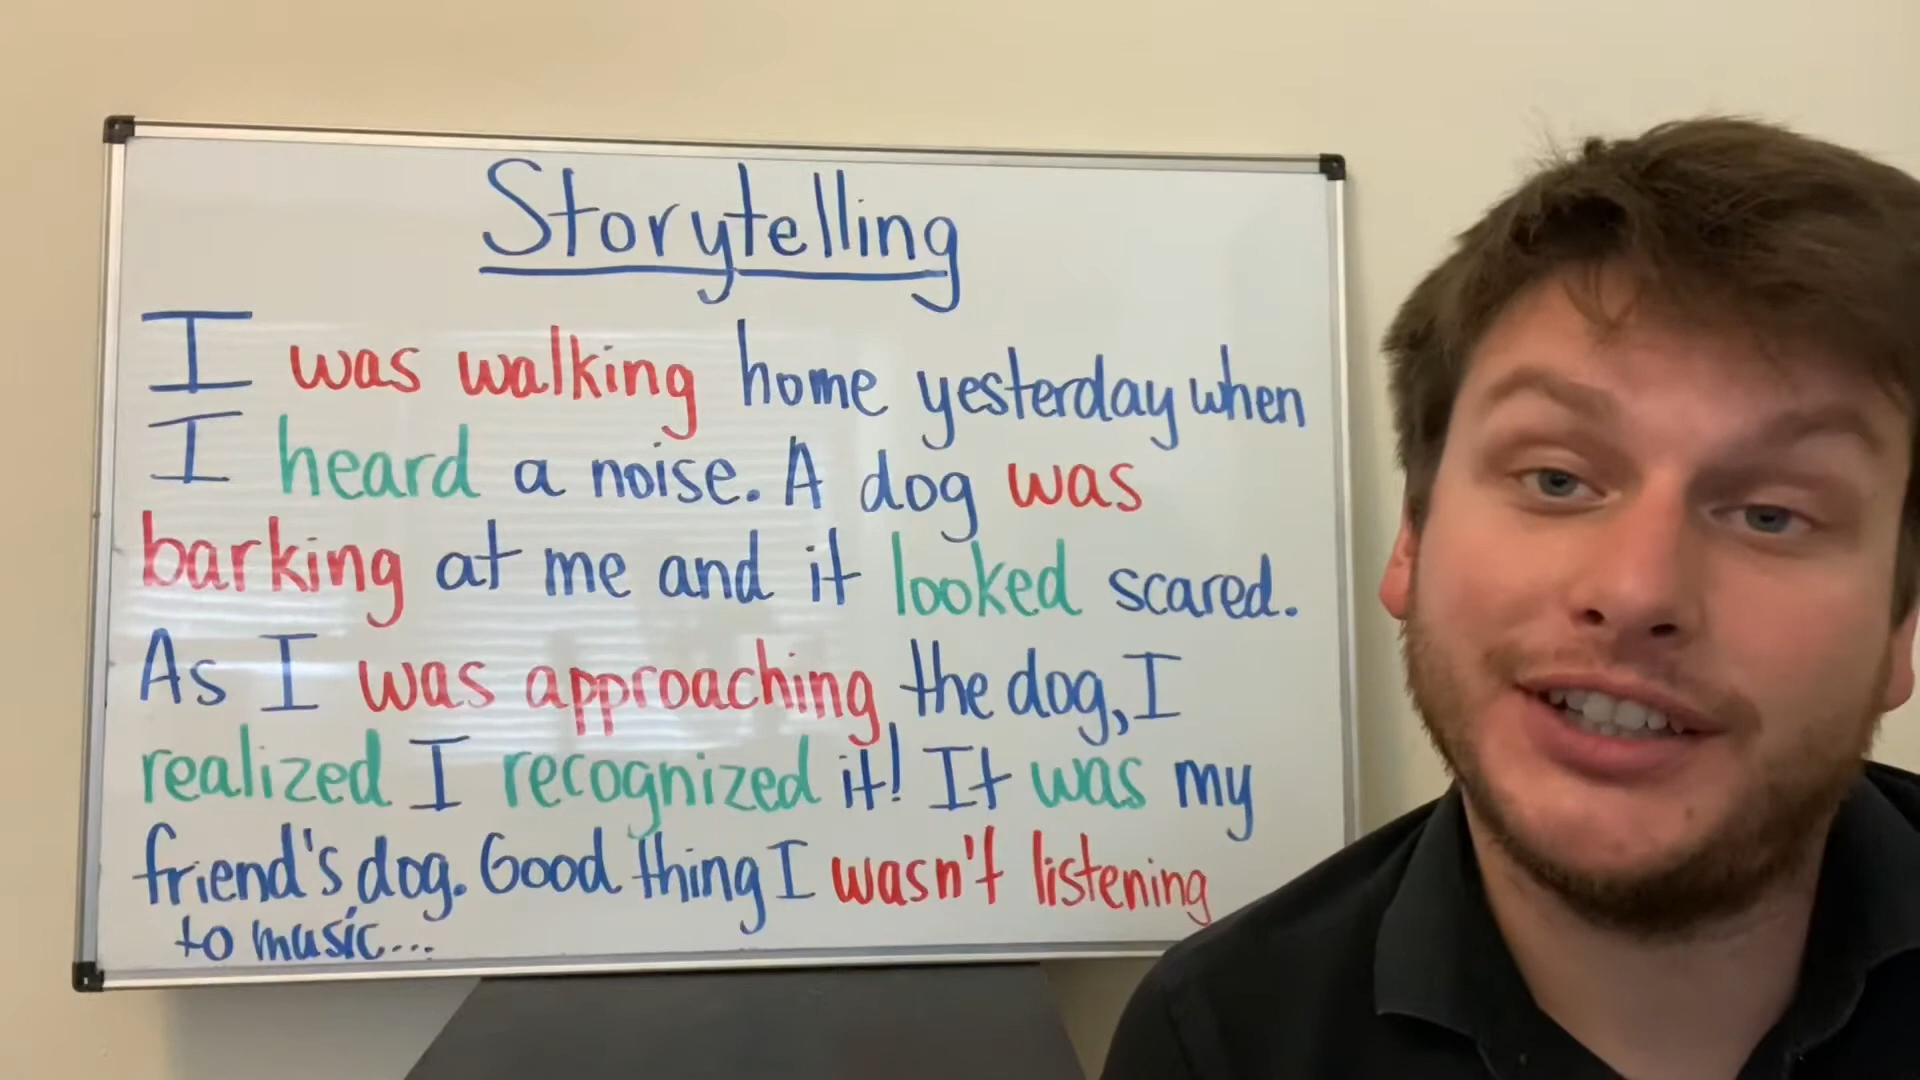 Storytelling
I was walking home yesterday when
I heard a noise. A dog was
barking at me and it looked scared.
As I was approaching the dog, I
realized I recognized it! It was my
friend's dog. Good thing I wasn't listening
to music...